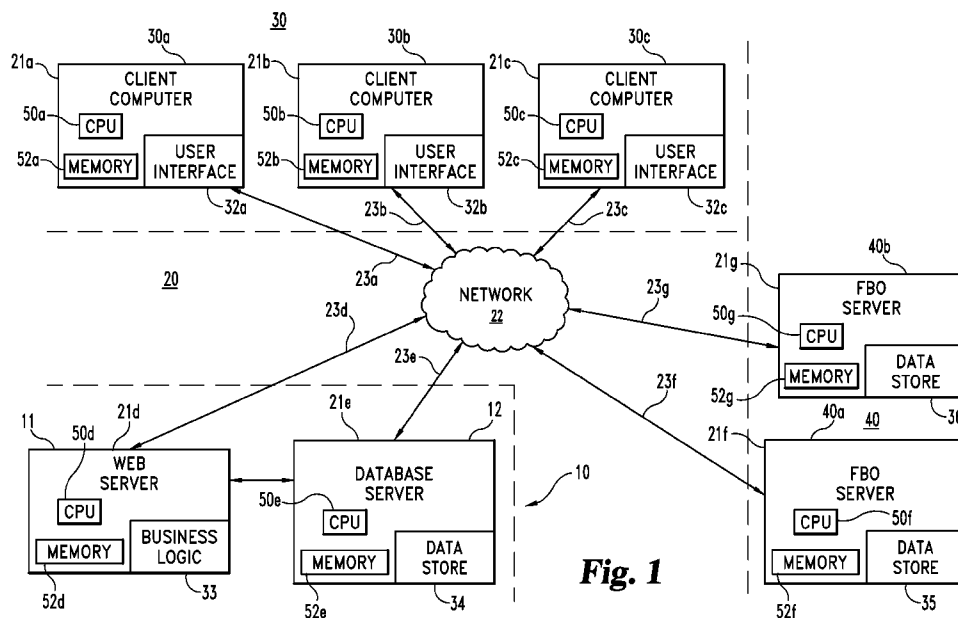 30
30a
30b
30c
21a
21b
21c
CLIENT
COMPUTER
CLIENT
COMPUTER
CLIENT
COMPUTER
50a
CPU
50b
CPU
50c
CPU
52a
MEMORY
USER
INTERFACE
52b
MEMORY
USER
INTERFACE
52c
MEMORY
USER
INTERFACE
32a
23b
32b
23c
32c
20
23a
NETWORK
22
23d
23e
23g
23f
40b
21g
FBO
SERVER
50g
CPU
MEMORY
52g
DATA
STORE
40a
40
21f
FBO
SERVER
CPU
50f
MEMORY
52f
DATA
STORE
35
11
50d
21d
WEB
SERVER
CPU
MEMORY
52d
BUSINESS
LOGIC
33
21e
12
DATABASE
SERVER
50e
CPU
MEMORY
52e
DATA
STORE
34
10
Fig. 1